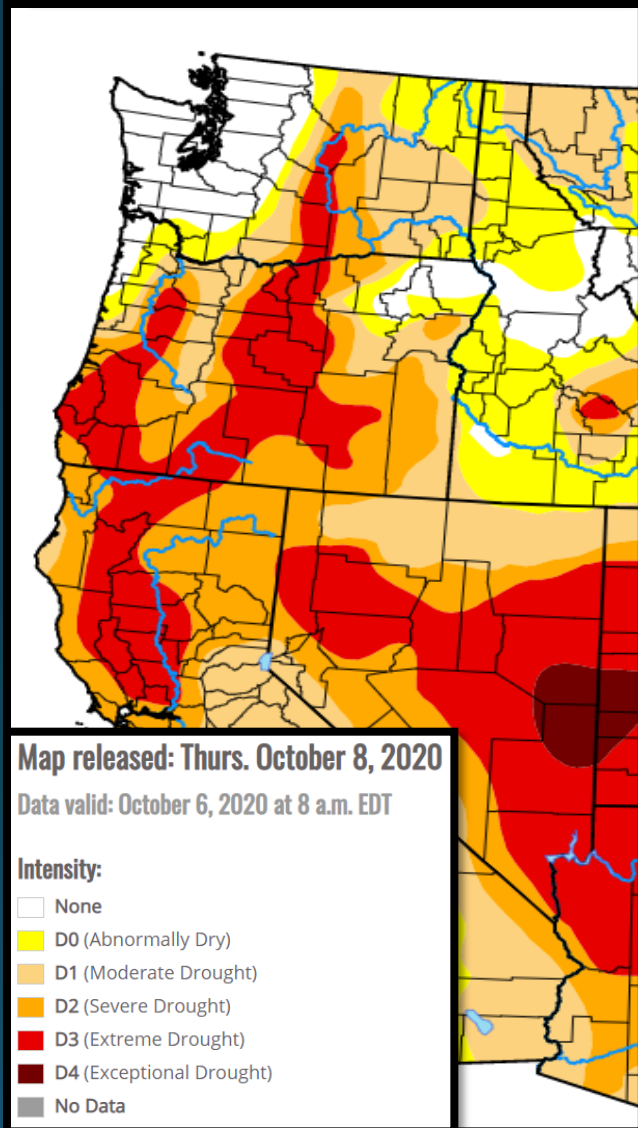 Map released: Thurs. October 8, 2020
Data valid: October 6, 2020 at 8 a.m. EDT
Intensity:
None
D0 (Abnormally Dry)
D1 (Moderate Drought)
D2 (Severe Drought)
D3 (Extreme Drought)
D4 (Exceptional Drought)
No Data